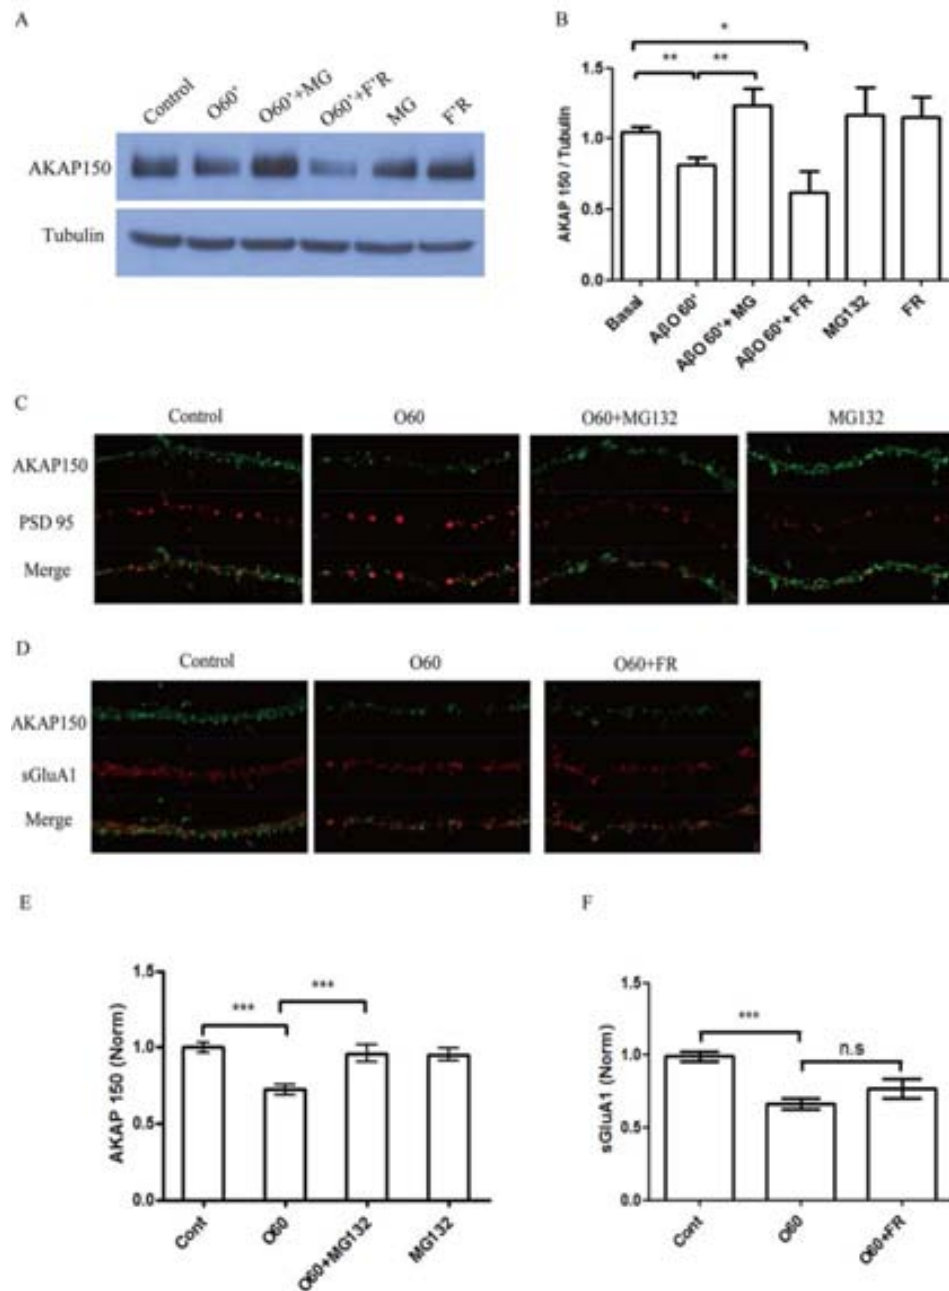 A
Control
O60'
O60'+MG
O60'+F'R
MG
F'R
AKAP150
Tubulin
B
AKAP 150 / Tubulin
1.5
1.0
0.5
0.0
*
**
**
Basal
AβO 60'
AβO 60'+ MG
AβO 60'+ FR
MG132
FR
C
Control
O60
O60+MG132
MG132
AKAP150
PSD 95
Merge
D
Control
O60
O60+FR
AKAP150
sGluA1
Merge
E
AKAP 150 (Norm)
1.5
1.0
0.5
0.0
***
***
Cont
O60
O60+MG132
MG132
F
sGluA1 (Norm)
1.5
1.0
0.5
0.0
***
n.s
Cont
O60
O60+FR